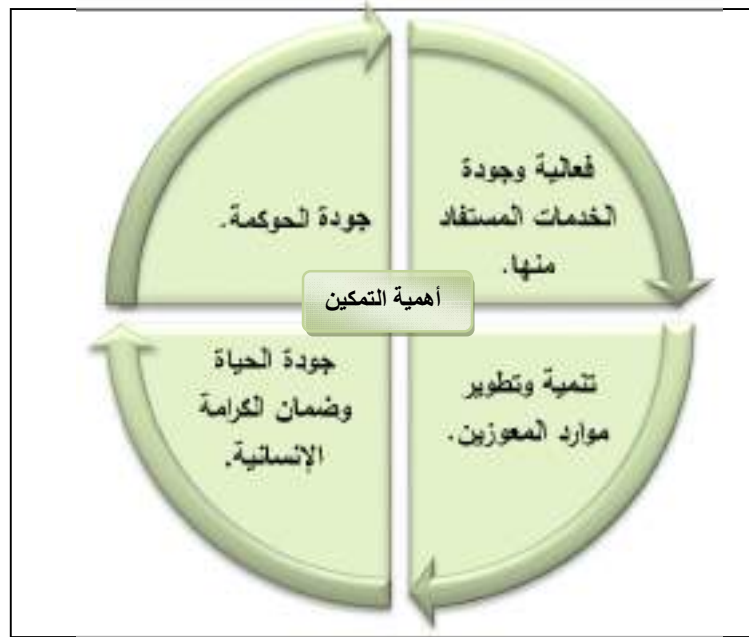 فعالية وجودة
الخدمات المستفاد
منها.
جودة الحوكمة.
أهمية التمكين
تنمية وتطوير
موارد المعوزين.
جودة الحياة
وضمان الكرامة
الإنسانية.